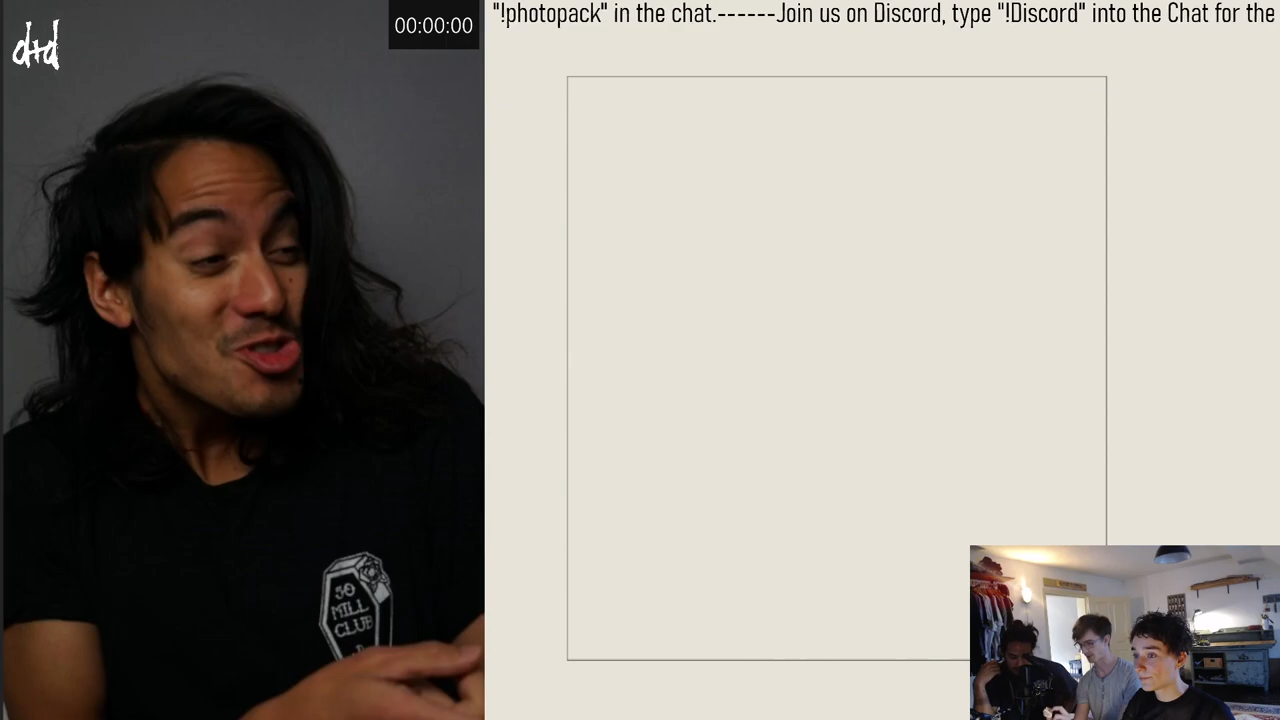 d+d
00:00:00
"!photopack" in the chat.------Join us on Discord, type "!Discord" into the Chat for the
50
MILL
CLUB